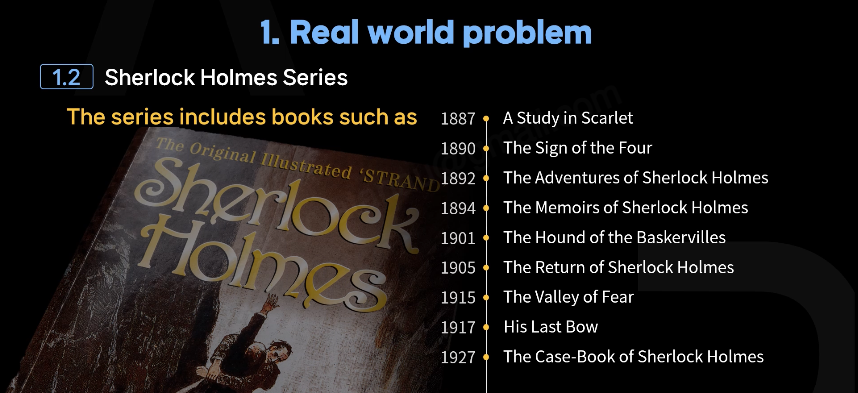 1. Real world problem
1.2 Sherlock Holmes Series
The series includes books such as
The Original Illustrated 'STRAND
Sherlock
Holmes
1887 A Study in Scarlet
1890 The Sign of the Four
1892 The Adventures of Sherlock Holmes
1894 The Memoirs of Sherlock Holmes
1901 The Hound of the Baskervilles
1905 The Return of Sherlock Holmes
1915 The Valley of Fear
1917 His Last Bow
1927 The Case-Book of Sherlock Holmes